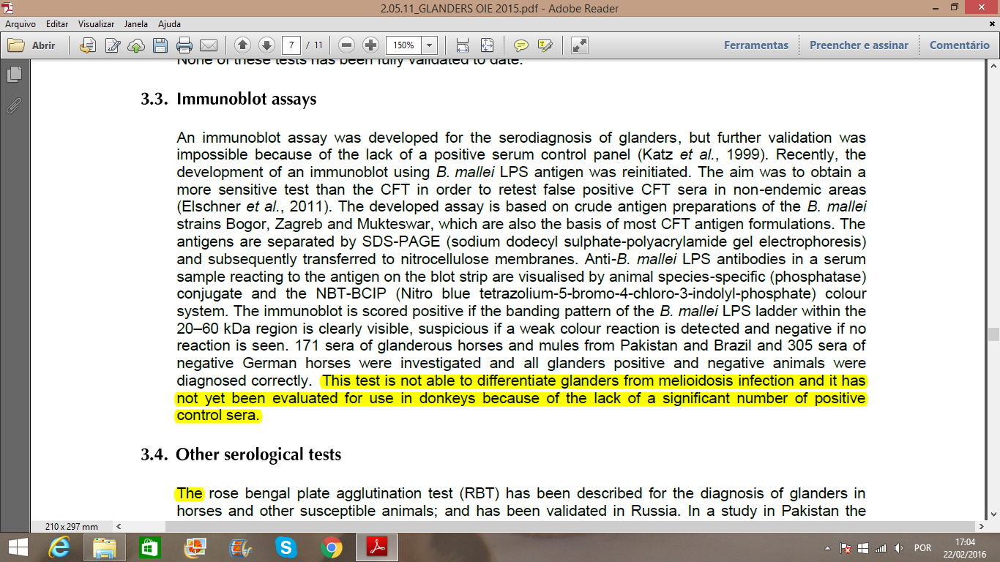 2.05.11_GLANDERS OIE 2015.pdf - Adobe Reader
Arquivo Editar Visualizar Janela Ajuda
Abrir 7 / 11 150% Ferramentas Preencher e assinar Comentário
None of these tests has been fully validated to date.
3.3. Immunoblot assays
An immunoblot assay was developed for the serodiagnosis of glanders, but further validation was
impossible because of the lack of a positive serum control panel (Katz et al., 1999). Recently, the
development of an immunoblot using B. mallei LPS antigen was reinitiated. The aim was to obtain a
more sensitive test than the CFT in order to retest false positive CFT sera in non-endemic areas
(Elschner et al., 2011). The developed assay is based on crude antigen preparations of the B. mallei
strains Bogor, Zagreb and Mukteswar, which are also the basis of most CFT antigen formulations. The
antigens are separated by SDS-PAGE (sodium dodecyl sulphate-polyacrylamide gel electrophoresis)
and subsequently transferred to nitrocellulose membranes. Anti-B. mallei LPS antibodies in a serum
sample reacting to the antigen on the blot strip are visualised by animal species-specific (phosphatase)
conjugate and the NBT-BCIP (Nitro blue tetrazolium-5-bromo-4-chloro-3-indolyl-phosphate) colour
system. The immunoblot is scored positive if the banding pattern of the B. mallei LPS ladder within the
20–60 kDa region is clearly visible, suspicious if a weak colour reaction is detected and negative if no
reaction is seen. 171 sera of glanderous horses and mules from Pakistan and Brazil and 305 sera of
negative German horses were investigated and all glanders positive and negative animals were
diagnosed correctly. This test is not able to differentiate glanders from melioidosis infection and it has
not yet been evaluated for use in donkeys because of the lack of a significant number of positive
control sera.
3.4. Other serological tests
The rose bengal plate agglutination test (RBT) has been described for the diagnosis of glanders in
horses and other susceptible animals; and has been validated in Russia. In a study in Pakistan the
210 x 297 mm
POR 17:04
22/02/2016